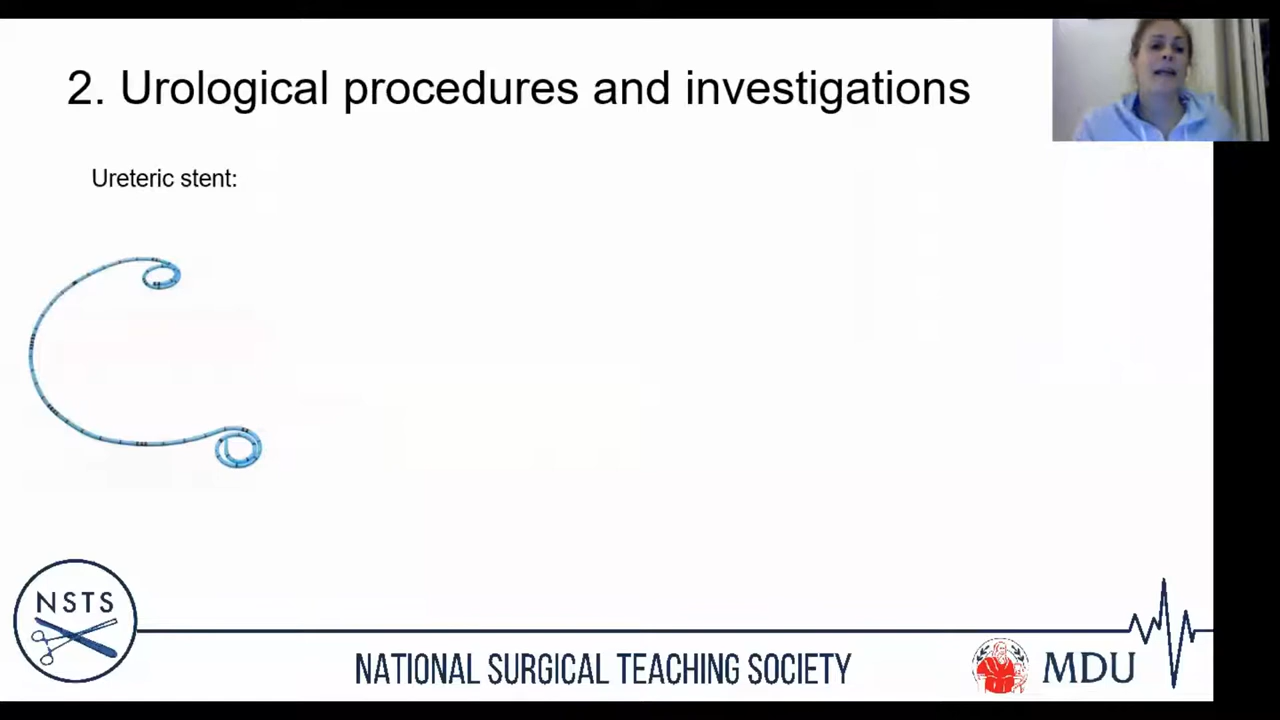 2. Urological procedures and investigations
Ureteric stent:
NSTS
NATIONAL SURGICAL TEACHING SOCIETY
MDU